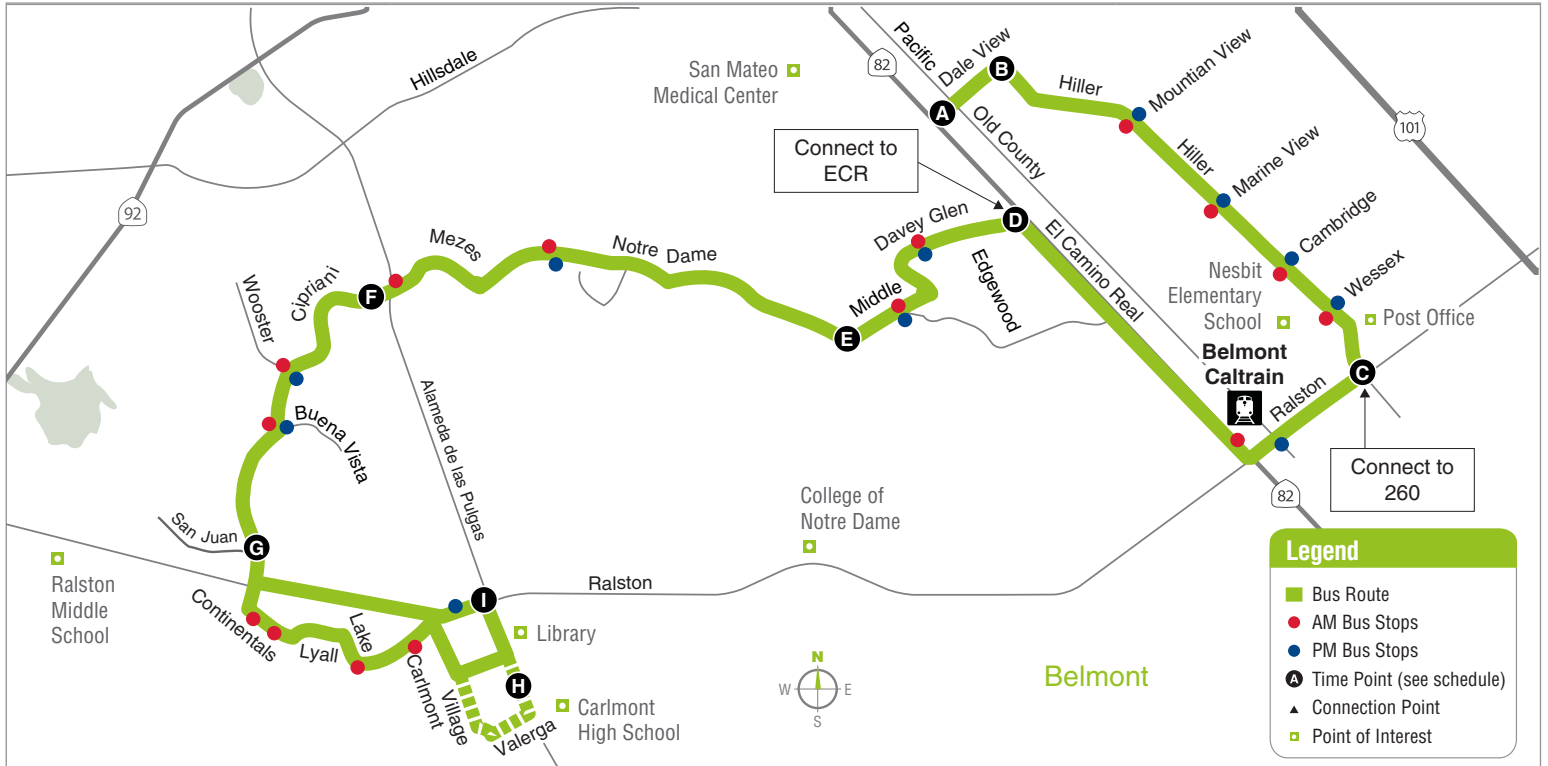 Hillsdale
92
San Mateo
Medical Center
82
Pacific
Dale View
B
A
Hiller
Mountian View
101
Old County
Connect to
ECR
Hiller
Marine View
Cambridge
Wessex
Nesbit
Elementary
School
Post Office
D
Davey Glen
Edgewood
El Camino Real
Middle
E
Notre Dame
Mezes
F
Cipriani
Wooster
Buena Vista
Alameda de las Pulgas
Belmont
Caltrain
Ralston
C
Connect to
260
82
College of
Notre Dame
San Juan
G
Ralston
Middle
School
Continentals
Lyall
Lake
Carlmont
Village
Valerga
I
Ralston
Library
H
Carlmont
High School
N
W
E
S
Belmont
Legend
Bus Route
AM Bus Stops
PM Bus Stops
A Time Point (see schedule)
Connection Point
Point of Interest